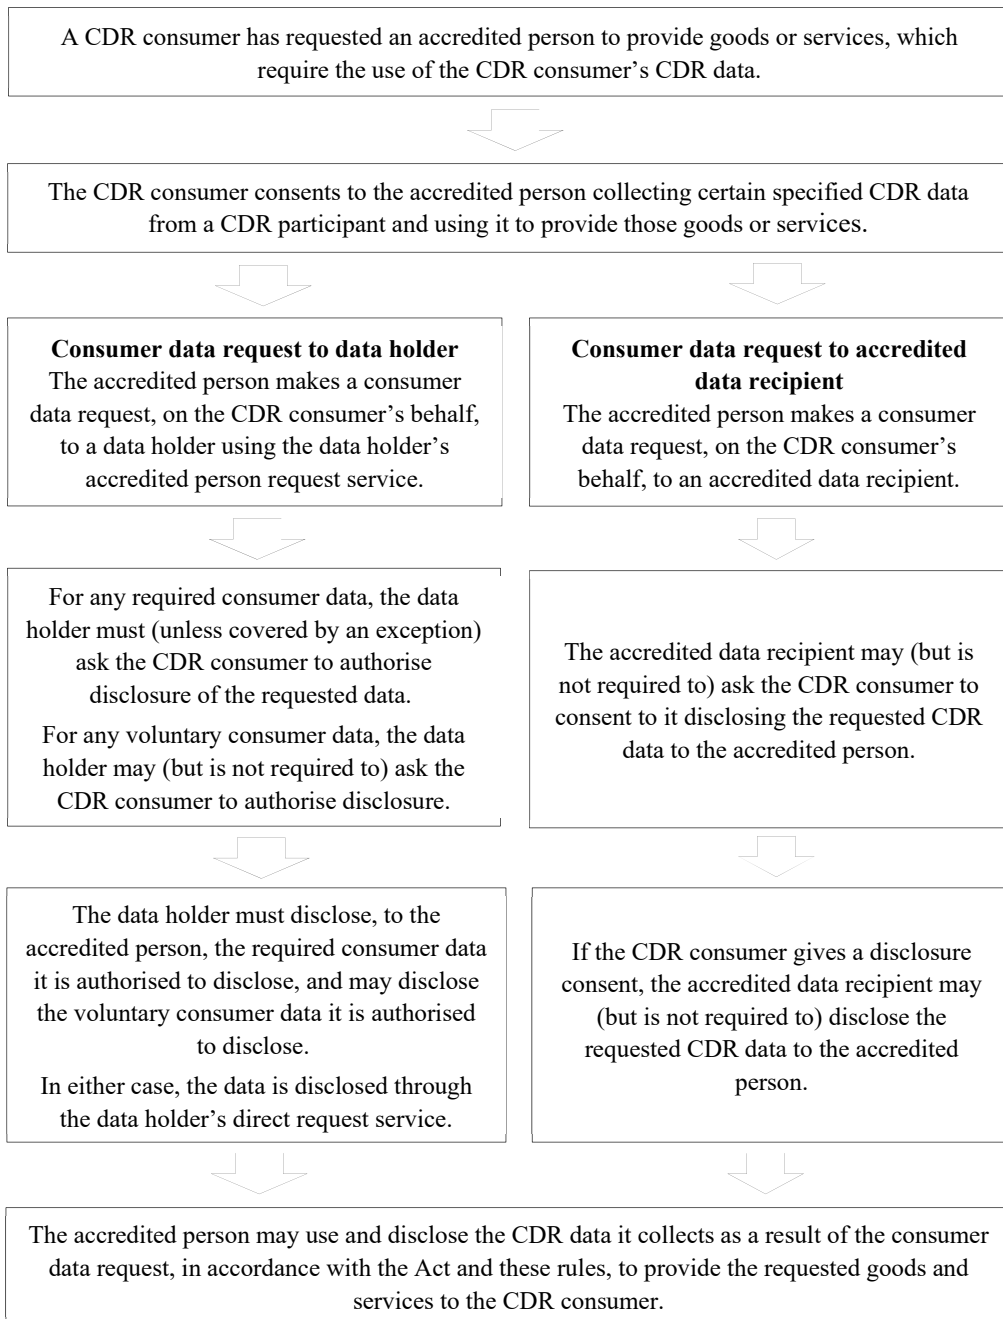 A CDR consumer has requested an accredited person to provide goods or services, which
require the use of the CDR consumer’s CDR data.
The CDR consumer consents to the accredited person collecting certain specified CDR data
from a CDR participant and using it to provide those goods or services.
Consumer data request to data holder
The accredited person makes a consumer
data request, on the CDR consumer’s behalf,
to a data holder using the data holder’s
accredited person request service.
Consumer data request to accredited
data recipient
The accredited person makes a consumer
data request, on the CDR consumer’s
behalf, to an accredited data recipient.
For any required consumer data, the data
holder must (unless covered by an exception)
ask the CDR consumer to authorise
disclosure of the requested data.
For any voluntary consumer data, the data
holder may (but is not required to) ask the
CDR consumer to authorise disclosure.
The accredited data recipient may (but is
not required to) ask the CDR consumer to
consent to it disclosing the requested CDR
data to the accredited person.
The data holder must disclose, to the
accredited person, the required consumer data
it is authorised to disclose, and may disclose
the voluntary consumer data it is authorised
to disclose.
In either case, the data is disclosed through
the data holder’s direct request service.
If the CDR consumer gives a disclosure
consent, the accredited data recipient may
(but is not required to) disclose the
requested CDR data to the accredited
person.
The accredited person may use and disclose the CDR data it collects as a result of the consumer
data request, in accordance with the Act and these rules, to provide the requested goods and
services to the CDR consumer.